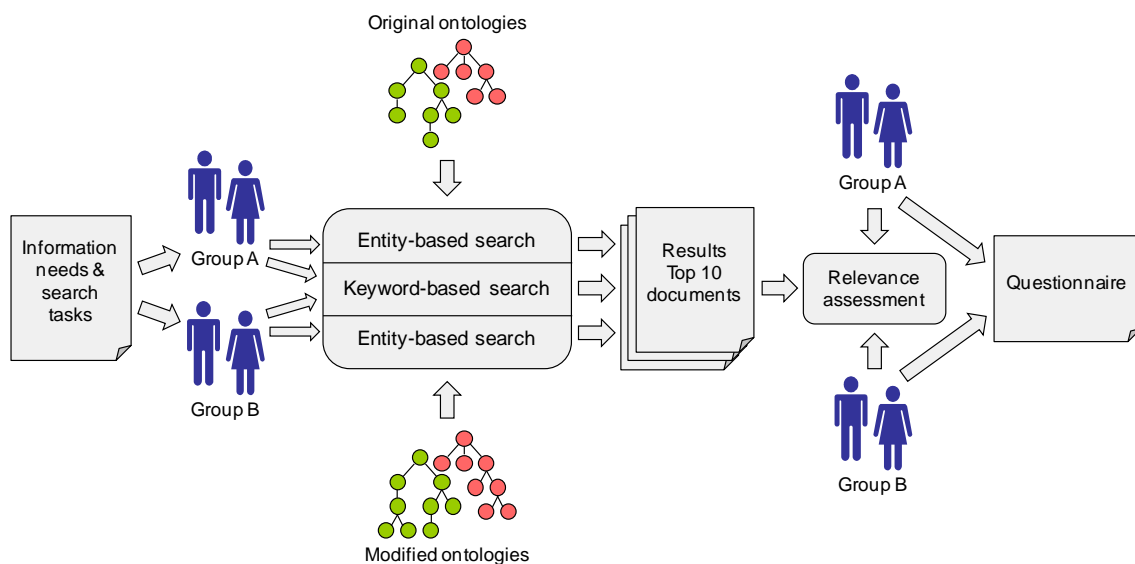 Original ontologies
Information
needs &
search
tasks
Group A
Group B
Entity-based search
Keyword-based search
Entity-based search
Modified ontologies
Results
Top 10
documents
Group A
Relevance
assessment
Group B
Questionnaire